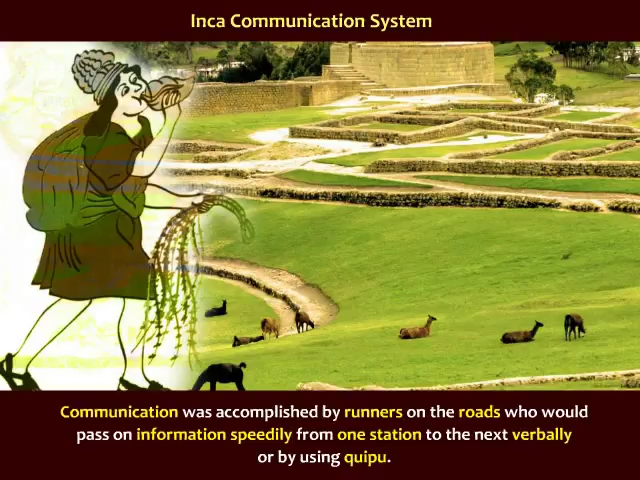 Inca Communication System
Communication was accomplished by runners on the roads who would
pass on information speedily from one station to the next verbally
or by using quipu.